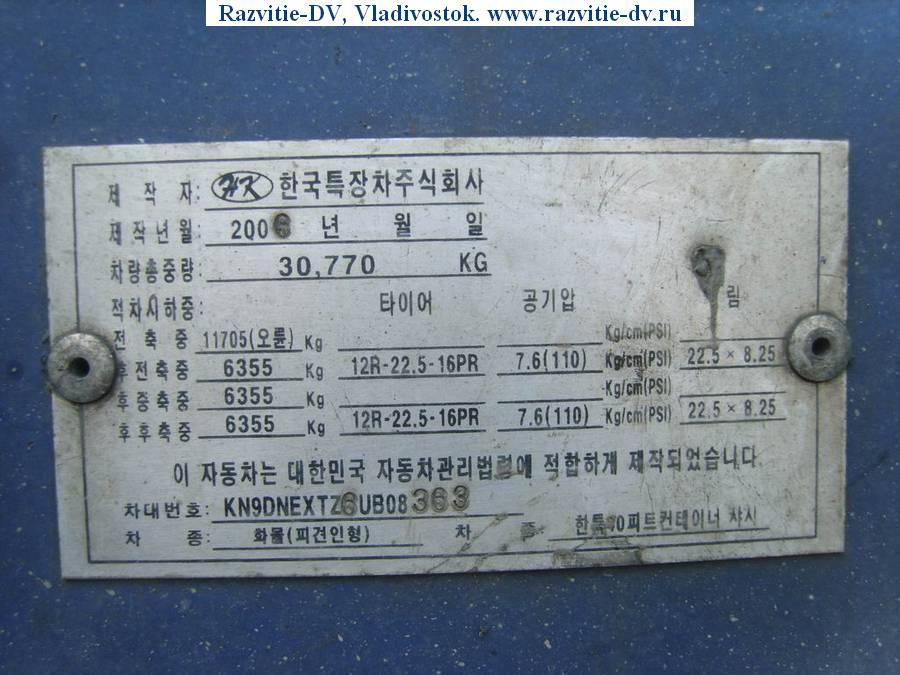 Razvitie-DV, Vladivostok. www.razvitie-dv.ru
제 작 자: HK 한국특장차주식회사
제작년월: 2006 년 월 일
차량총중량: 30,770 KG
적차시하중: 타이어 공기압 림
전 축 중 11705(오륜) Kg Kg/cm(PSI)
후전축중 6355 Kg 12R-22.5-16PR 7.6(110) Kg/cm(PSI) 22.5 × 8.25
후중축중 6355 Kg Kg/cm(PSI)
후후축중 6355 Kg 12R-22.5-16PR 7.6(110) Kg/cm(PSI) 22.5 × 8.25
이 자동차는 대한민국 자동차관리법령에 적합하게 제작되었습니다
차대번호: KN9DNEXTZ6UB08363
차 종: 화물(피견인형) 차 종: 한특 피트컨테이너 샤시